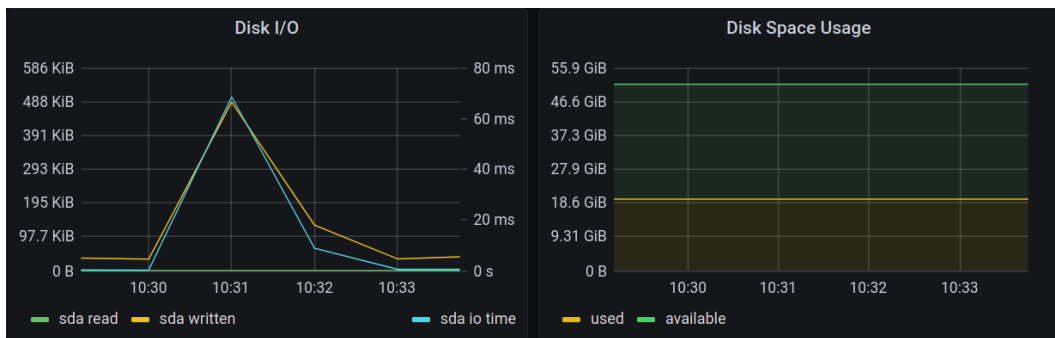 Disk I/O
586 KiB
488 KiB
391 KiB
293 KiB
195 KiB
97.7 KiB
0 B
80 ms
60 ms
40 ms
20 ms
0 s
10:30 10:31 10:32 10:33
sda read sda written sda io time
Disk Space Usage
55.9 GiB
46.6 GiB
37.3 GiB
27.9 GiB
18.6 GiB
9.31 GiB
0 B
10:30 10:31 10:32 10:33
used available